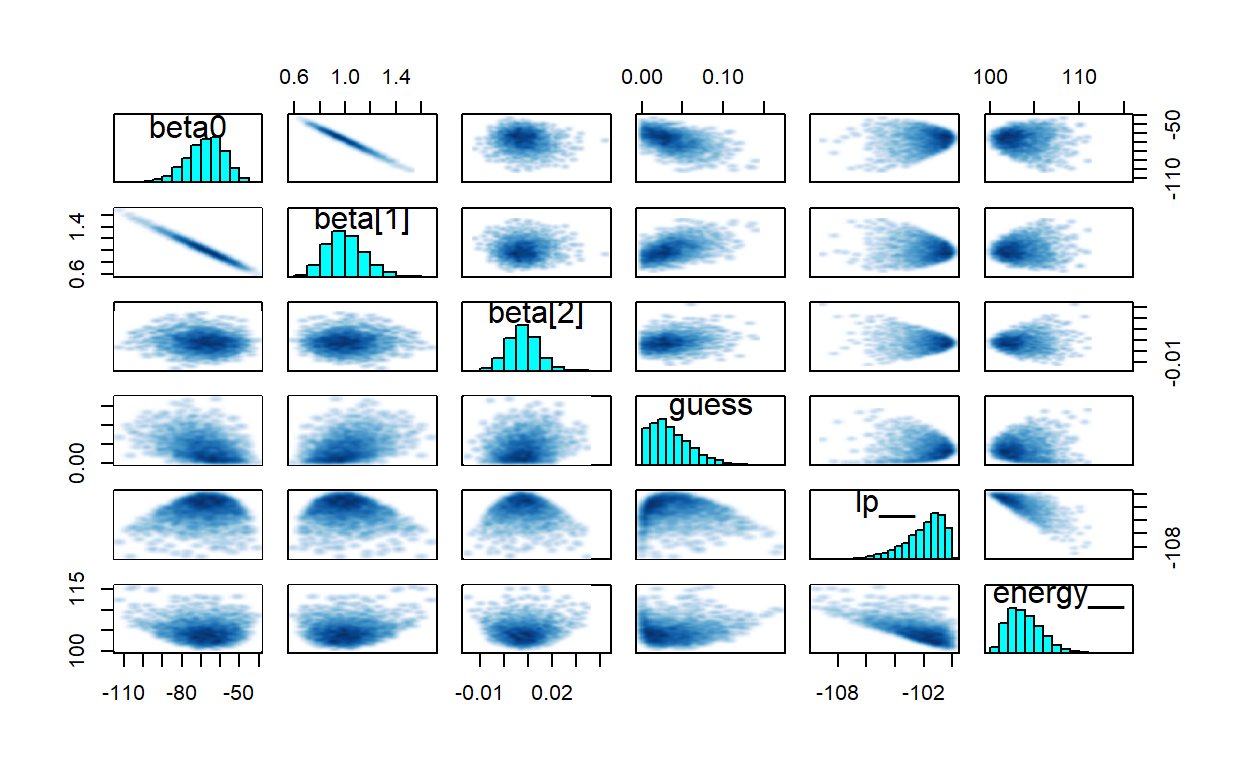 0.6 1.0 1.4 0.00 0.10 100 110
beta0 -110 -50
0.6 1.4 beta[1]
beta[2] -0.01
0.00 guess
lp__ -108
100 115 energy__
-110 -80 -50 -0.01 0.02 -108 -102